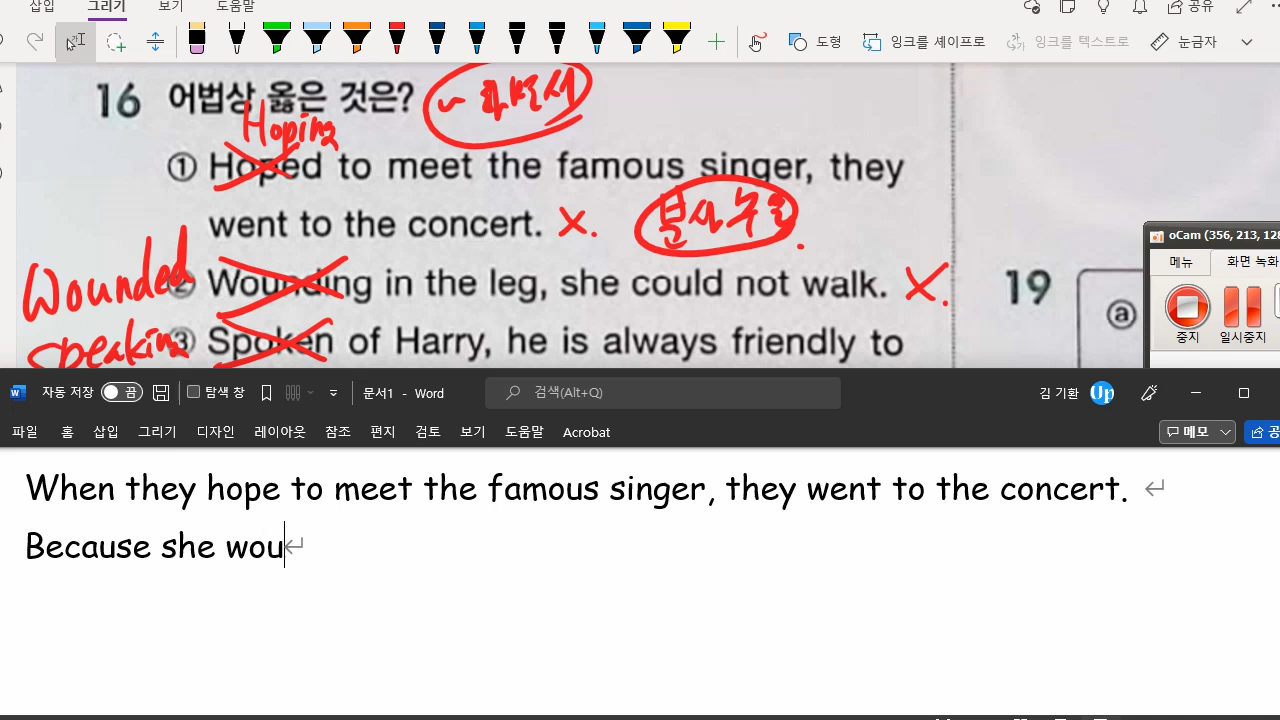 삽입 그리기 보기 도움말 공유
도형 잉크를 셰이프로 잉크를 텍스트로 눈금자
16 어법상 옳은 것은? ~하면서
Hoping
① Hoped to meet the famous singer, they
went to the concert. X. 분사구문
Wounded
② Wounding in the leg, she could not walk. X.
speaking
③ Spoken of Harry, he is always friendly to
19
ⓐ
oCam (356, 213, 128
메뉴 화면 녹화
중지 일시중지
자동 저장 끔 탐색 창 문서1 - Word 검색(Alt+Q) 김 기환 Up
파일 홈 삽입 그리기 디자인 레이아웃 참조 편지 검토 보기 도움말 Acrobat 메모
When they hope to meet the famous singer, they went to the concert.
Because she wou